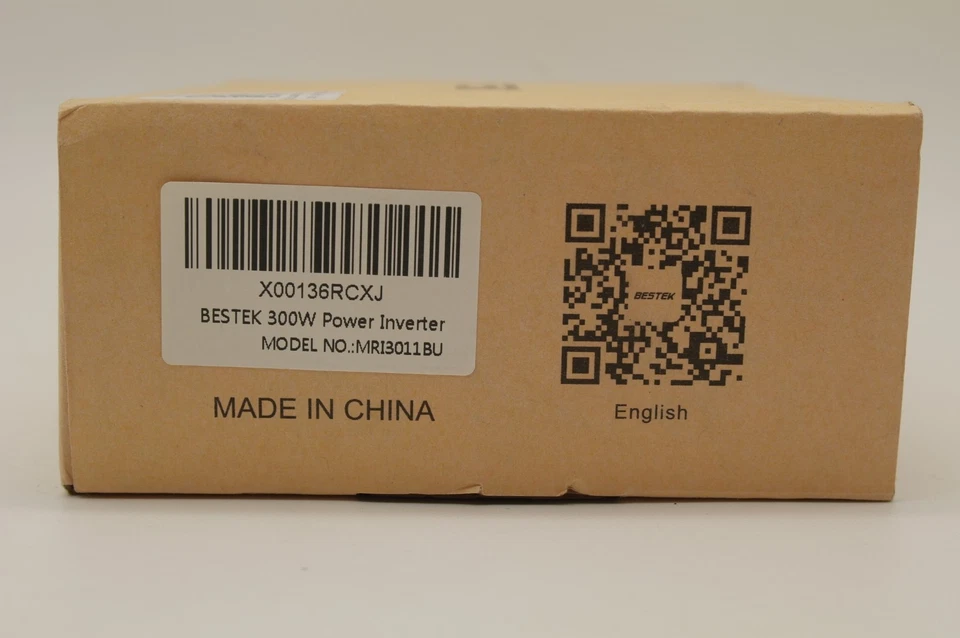 X00136RCXJ
BESTEK 300W Power Inverter
MODEL NO.:MRI3011BU
MADE IN CHINA
BESTEK
English